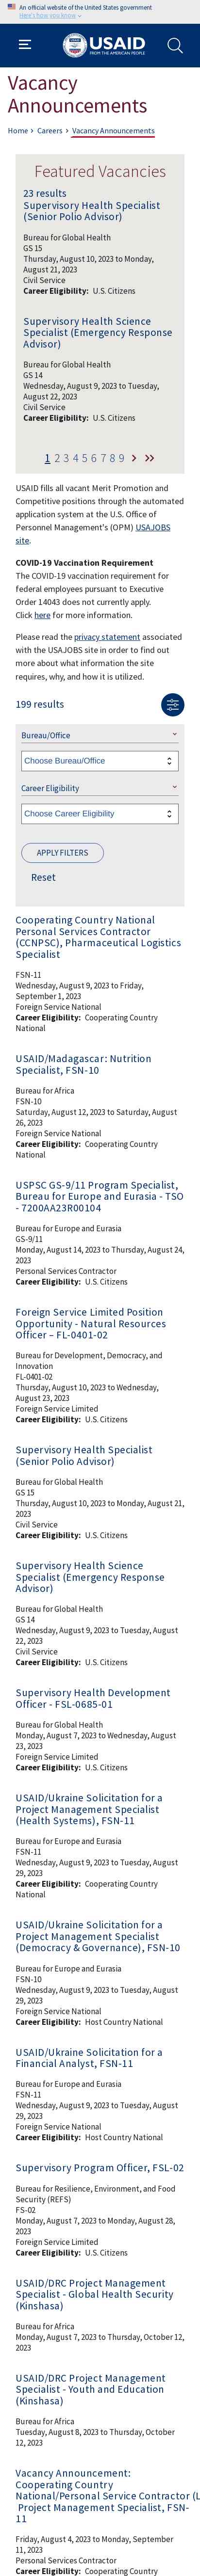 An official website of the United States government
Here's how you know
USAID
FROM THE AMERICAN PEOPLE
Vacancy
Announcements
Home > Careers > Vacancy Announcements
Featured Vacancies
23 results
Supervisory Health Specialist
(Senior Polio Advisor)
Bureau for Global Health
GS 15
Thursday, August 10, 2023 to Monday,
August 21, 2023
Civil Service
Career Eligibility: U.S. Citizens
Supervisory Health Science
Specialist (Emergency Response
Advisor)
Bureau for Global Health
GS 14
Wednesday, August 9, 2023 to Tuesday,
August 22, 2023
Civil Service
Career Eligibility: U.S. Citizens
1 2 3 4 5 6 7 8 9 > >>
USAID fills all vacant Merit Promotion and
Competitive positions through the automated
application system at the U.S. Office of
Personnel Management's (OPM) USAJOBS
site.
COVID-19 Vaccination Requirement
The COVID-19 vaccination requirement for
federal employees pursuant to Executive
Order 14043 does not currently apply.
Click here for more information.
Please read the privacy statement associated
with the USAJOBS site in order to find out
more about what information the site
requires, why, and how it is utilized.
199 results
Bureau/Office
Choose Bureau/Office
Career Eligibility
Choose Career Eligibility
APPLY FILTERS
Reset
Cooperating Country National
Personal Services Contractor
(CCNPSC), Pharmaceutical Logistics
Specialist
FSN-11
Wednesday, August 9, 2023 to Friday,
September 1, 2023
Foreign Service National
Career Eligibility: Cooperating Country
National
USAID/Madagascar: Nutrition
Specialist, FSN-10
Bureau for Africa
FSN-10
Saturday, August 12, 2023 to Saturday, August
26, 2023
Foreign Service National
Career Eligibility: Cooperating Country
National
USPSC GS-9/11 Program Specialist,
Bureau for Europe and Eurasia - TSO
- 7200AA23R00104
Bureau for Europe and Eurasia
GS-9/11
Monday, August 14, 2023 to Thursday, August 24,
2023
Personal Services Contractor
Career Eligibility: U.S. Citizens
Foreign Service Limited Position
Opportunity - Natural Resources
Officer – FL-0401-02
Bureau for Development, Democracy, and
Innovation
FL-0401-02
Thursday, August 10, 2023 to Wednesday,
August 23, 2023
Foreign Service Limited
Career Eligibility: U.S. Citizens
Supervisory Health Specialist
(Senior Polio Advisor)
Bureau for Global Health
GS 15
Thursday, August 10, 2023 to Monday, August 21,
2023
Civil Service
Career Eligibility: U.S. Citizens
Supervisory Health Science
Specialist (Emergency Response
Advisor)
Bureau for Global Health
GS 14
Wednesday, August 9, 2023 to Tuesday, August
22, 2023
Civil Service
Career Eligibility: U.S. Citizens
Supervisory Health Development
Officer - FSL-0685-01
Bureau for Global Health
Monday, August 7, 2023 to Wednesday, August
23, 2023
Foreign Service Limited
Career Eligibility: U.S. Citizens
USAID/Ukraine Solicitation for a
Project Management Specialist
(Health Systems), FSN-11
Bureau for Europe and Eurasia
FSN-11
Wednesday, August 9, 2023 to Tuesday, August
29, 2023
Career Eligibility: Cooperating Country
National
USAID/Ukraine Solicitation for a
Project Management Specialist
(Democracy & Governance), FSN-10
Bureau for Europe and Eurasia
FSN-10
Wednesday, August 9, 2023 to Tuesday, August
29, 2023
Foreign Service National
Career Eligibility: Host Country National
USAID/Ukraine Solicitation for a
Financial Analyst, FSN-11
Bureau for Europe and Eurasia
FSN-11
Wednesday, August 9, 2023 to Tuesday, August
29, 2023
Foreign Service National
Career Eligibility: Host Country National
Supervisory Program Officer, FSL-02
Bureau for Resilience, Environment, and Food
Security (REFS)
FS-02
Monday, August 7, 2023 to Monday, August 28,
2023
Foreign Service Limited
Career Eligibility: U.S. Citizens
USAID/DRC Project Management
Specialist - Global Health Security
(Kinshasa)
Bureau for Africa
Monday, August 7, 2023 to Thursday, October 12,
2023
USAID/DRC Project Management
Specialist - Youth and Education
(Kinshasa)
Bureau for Africa
Tuesday, August 8, 2023 to Thursday, October
12, 2023
Vacancy Announcement:
Cooperating Country
National/Personal Service Contractor (L
Project Management Specialist, FSN-
11
Friday, August 4, 2023 to Monday, September
11, 2023
Personal Services Contractor
Career Eligibility: Cooperating Country